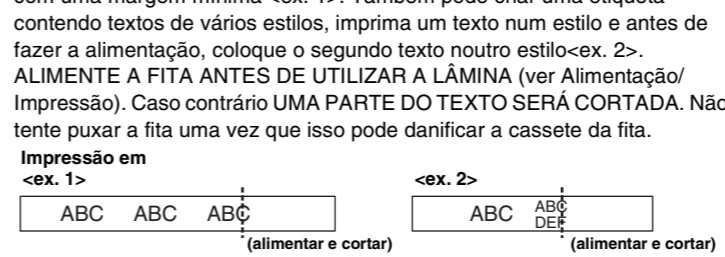 com uma margem mínima <ex. 1>. Também pode criar uma etiqueta
contendo textos de vários estilos, imprima um texto num estilo e antes de
fazer a alimentação, coloque o segundo texto noutro estilo<ex. 2>.
ALIMENTE A FITA ANTES DE UTILIZAR A LÂMINA (ver Alimentação/
Impressão). Caso contrário UMA PARTE DO TEXTO SERÁ CORTADA. Não
tente puxar a fita uma vez que isso pode danificar a cassete da fita.
Impressão em
<ex. 1> <ex. 2>
ABC ABC ABC ABC ABC
DEF
(alimentar e cortar) (alimentar e cortar)